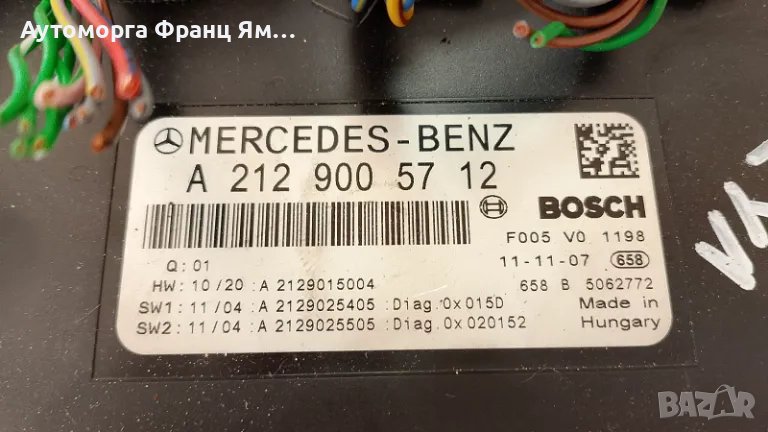 Автоморга Франц Ям...
MERCEDES-BENZ
A 212 900 57 12
BOSCH
F005 V0 1198
Q: 01
11-11-07 658
HW: 10/20 :A 2129015004
658 B 5062772
SW1: 11/04 :A 2129025405 :Diag.0x015D
Made in
SW2: 11/04 :A 2129025505 :Diag.0x020152
Hungary
BAZAR